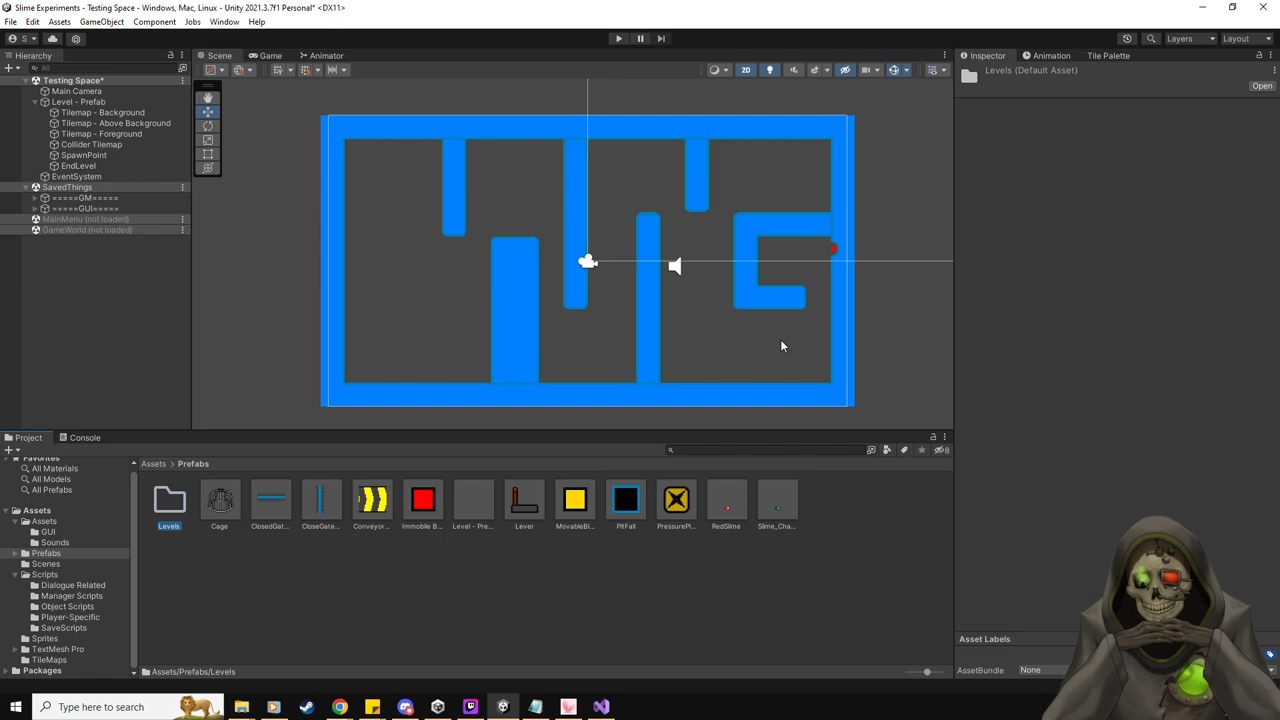 Slime Experiments - Testing Space - Windows, Mac, Linux - Unity 2021.3.7f1 Personal* <DX11>
File Edit Assets GameObject Component Jobs Window Help
S Layers Layout
Hierarchy Scene Game Animator Inspector Animation Tile Palette
All 2D Levels (Default Asset)
Open
Testing Space*
Main Camera
Level - Prefab
Tilemap - Background
Tilemap - Above Background
Tilemap - Foreground
Collider Tilemap
SpawnPoint
EndLevel
EventSystem
SavedThings
=====GM=====
=====GUI=====
MainMenu (not loaded)
GameWorld (not loaded)
Project Console
8
Favorites
All Materials
All Models
All Prefabs
Assets
Assets
GUI
Sounds
Prefabs
Scenes
Scripts
Dialogue Related
Manager Scripts
Object Scripts
Player-Specific
SaveScripts
Sprites
TextMesh Pro
TileMaps
Packages
Assets > Prefabs
Levels Cage ClosedGat... CloseGate... Conveyor... Immobile B... Level - Pre... Lever MovableBl... PitFall PressurePl... RedSlime Slime_Cha...
Assets/Prefabs/Levels
Asset Labels
AssetBundle None
Type here to search